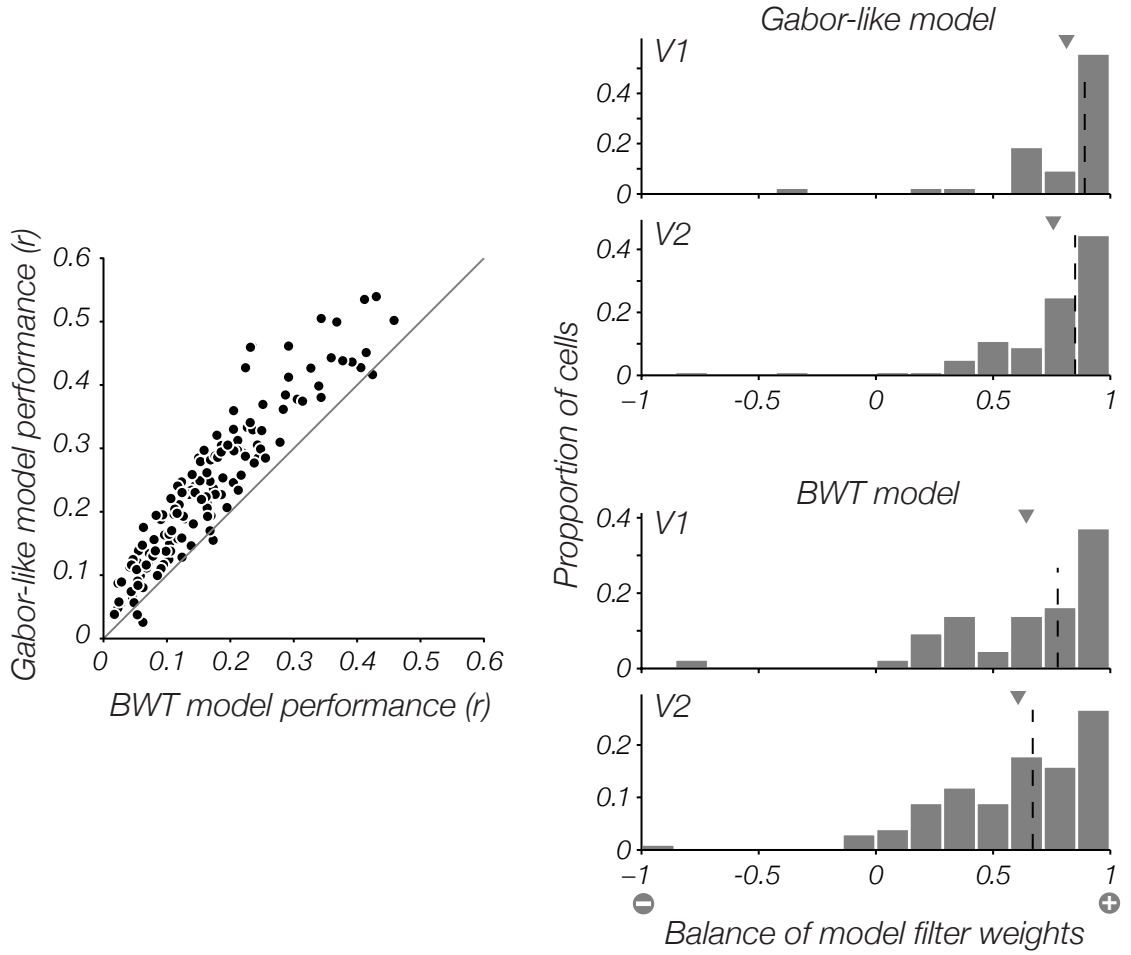 Gabor-like model
V1
0.4
0.2
0
V2
0.4
0.2
0
−1 -0.5 0 0.5 1
Proportion of cells
BWT model
V1
0.4
0.2
0
V2
0.2
0.1
0
−1 -0.5 0 0.5 1
− +
Balance of model filter weights
Gabor-like model performance (r)
0.6
0.5
0.4
0.3
0.2
0.1
0
0 0.1 0.2 0.3 0.4 0.5 0.6
BWT model performance (r)